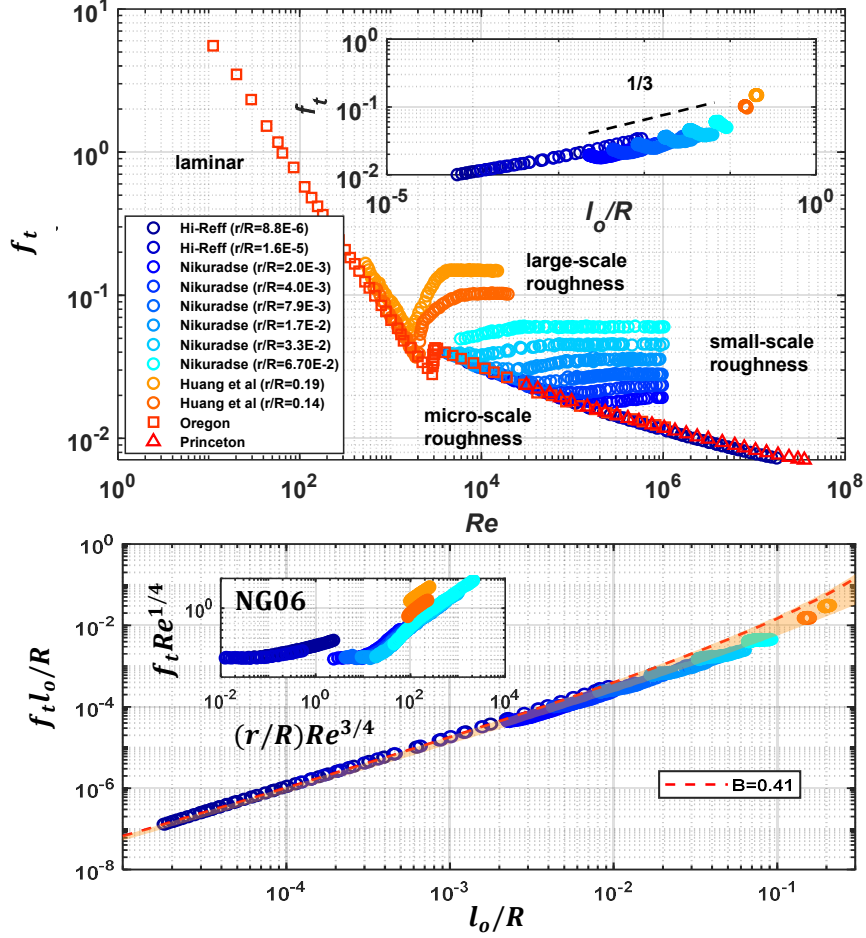 10^1
10^0
10^-1
10^-2
f_t
10^0 10^2 10^4 10^6 10^8
Re
laminar
Hi-Reff (r/R=8.8E-6)
Hi-Reff (r/R=1.6E-5)
Nikuradse (r/R=2.0E-3)
Nikuradse (r/R=4.0E-3)
Nikuradse (r/R=7.9E-3)
Nikuradse (r/R=1.7E-2)
Nikuradse (r/R=3.3E-2)
Nikuradse (r/R=6.70E-2)
Huang et al (r/R=0.19)
Huang et al (r/R=0.14)
Oregon
Princeton
10^0
10^-1
10^-2
f_t
1/3
10^-5 10^0
l_o/R
large-scale
roughness
small-scale
roughness
micro-scale
roughness
10^0
10^-2
10^-4
10^-6
10^-8
f_t l_o/R
NG06
10^0
f_t Re^1/4
10^-2 10^0 10^2 10^4
(r/R)Re^3/4
B=0.41
10^-4 10^-3 10^-2 10^-1
l_o/R